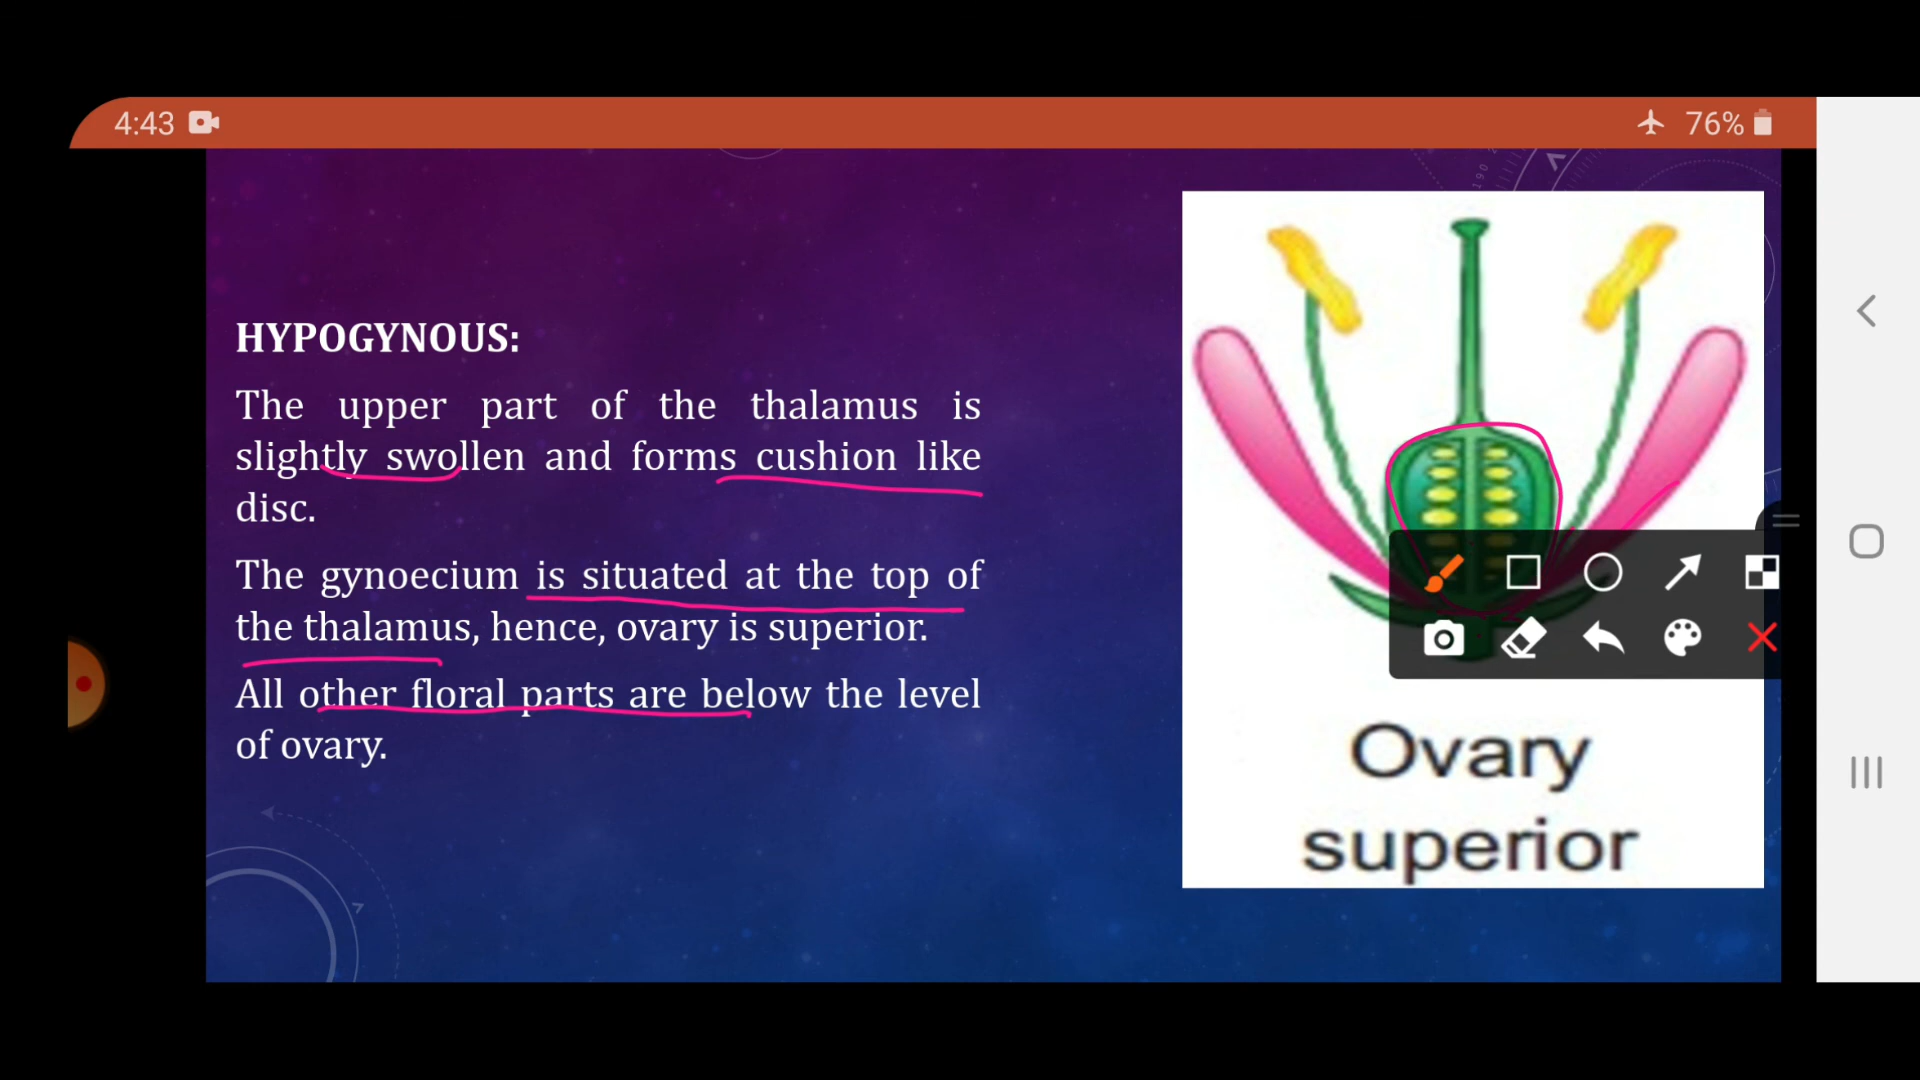 4:43
76%
190
HYPOGYNOUS:
The upper part of the thalamus is
slightly swollen and forms cushion like
disc.
The gynoecium is situated at the top of
the thalamus, hence, ovary is superior.
All other floral parts are below the level
of ovary.
Ovary
superior